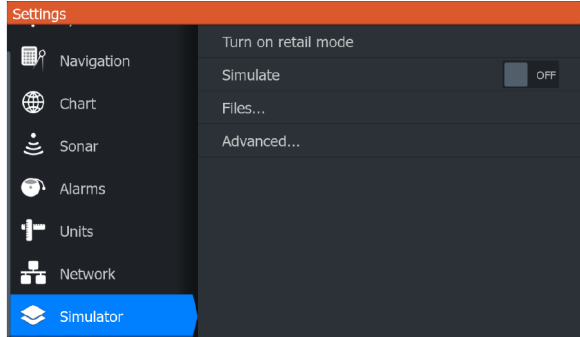 Settings
Navigation
Chart
Sonar
Alarms
Units
Network
Simulator
Turn on retail mode
Simulate
OFF
Files...
Advanced...